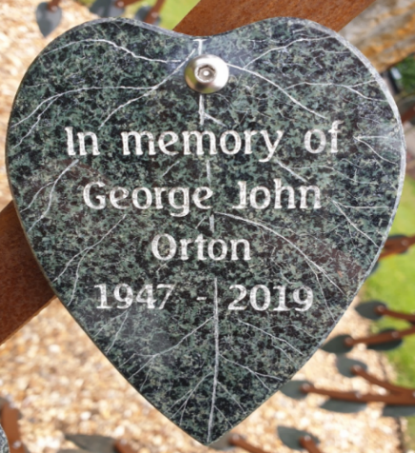 In memory of
George John
Orton
1947 - 2019